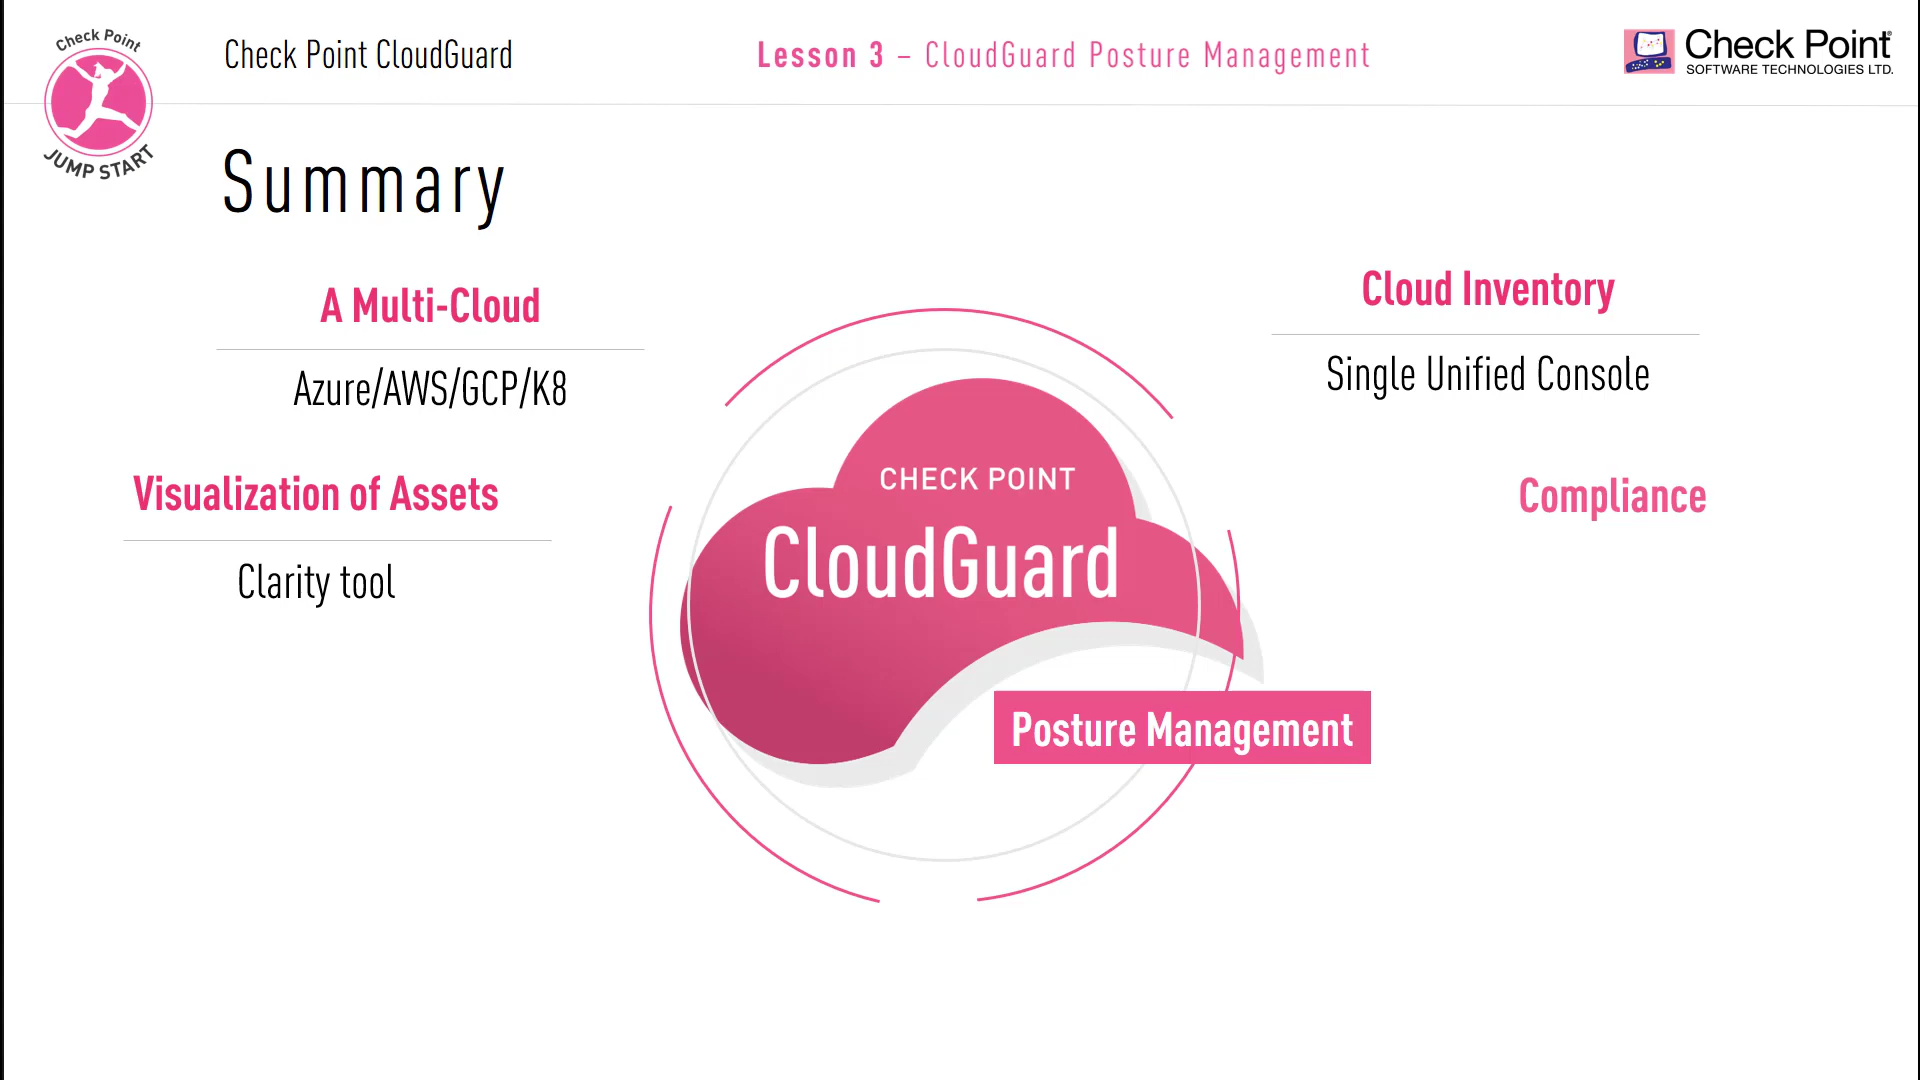 Check Point
JUMP START
Check Point CloudGuard
Lesson 3 – CloudGuard Posture Management
Check Point
SOFTWARE TECHNOLOGIES LTD.
Summary
A Multi-Cloud
Azure/AWS/GCP/K8
Visualization of Assets
Clarity tool
CHECK POINT
CloudGuard
Posture Management
Cloud Inventory
Single Unified Console
Compliance